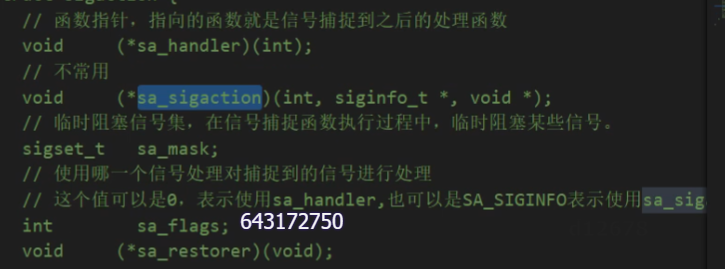 // 函数指针，指向的函数就是信号捕捉到之后的处理函数
void (*sa_handler)(int);
// 不常用
void (*sa_sigaction)(int, siginfo_t *, void *);
// 临时阻塞信号集，在信号捕捉函数执行过程中，临时阻塞某些信号。
sigset_t sa_mask;
// 使用哪一个信号处理对捕捉到的信号进行处理
// 这个值可以是0，表示使用sa_handler,也可以是SA_SIGINFO表示使用sa_sig
int sa_flags; 643172750
void (*sa_restorer)(void);